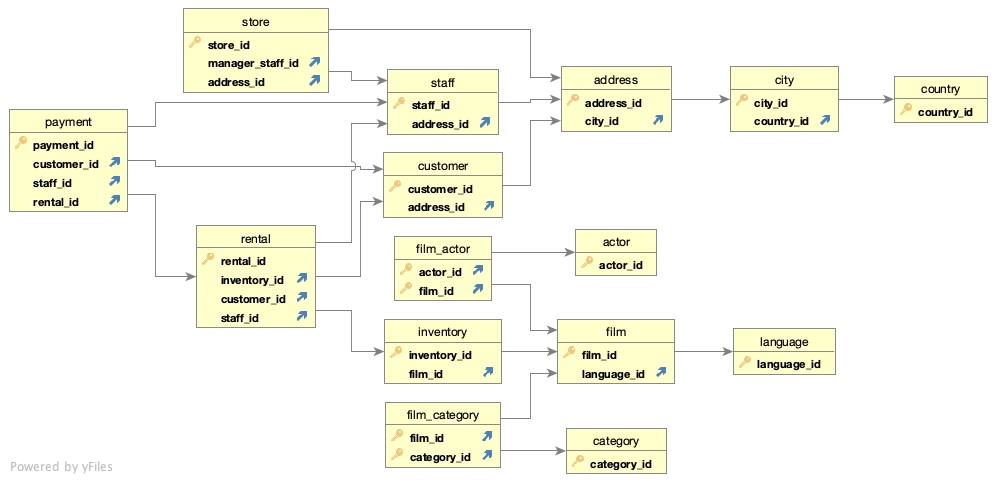 store
store_id
manager_staff_id
address_id
staff
staff_id
address_id
address
address_id
city_id
city
city_id
country_id
country
country_id
payment
payment_id
customer_id
staff_id
rental_id
customer
customer_id
address_id
rental
rental_id
inventory_id
customer_id
staff_id
film_actor
actor_id
film_id
actor
actor_id
inventory
inventory_id
film_id
film
film_id
language_id
language
language_id
film_category
film_id
category_id
category
category_id
Powered by yFiles